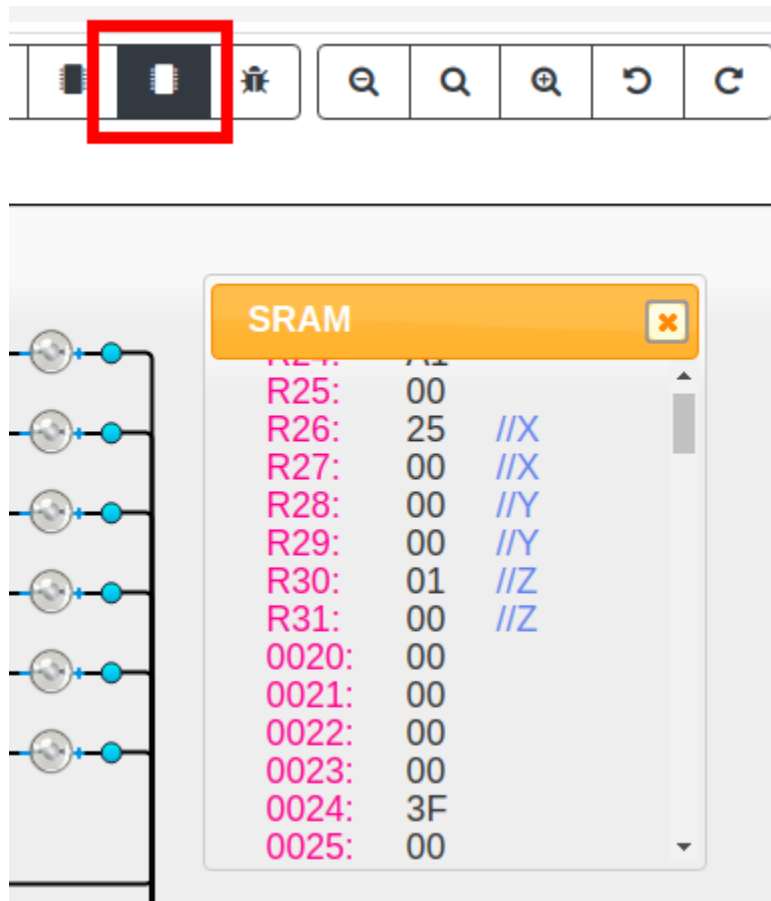 SRAM
R25: 00
R26: 25 //X
R27: 00 //X
R28: 00 //Y
R29: 00 //Y
R30: 01 //Z
R31: 00 //Z
0020: 00
0021: 00
0022: 00
0023: 00
0024: 3F
0025: 00